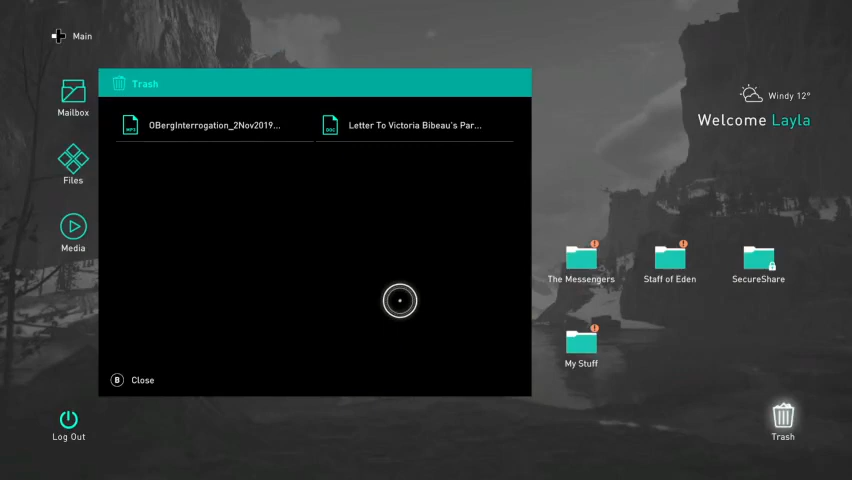 Main
Trash
Mailbox
MP3
OBergInterrogation_2Nov2019...
DOC
Letter To Victoria Bibeau's Par...
Windy 12°
Welcome Layla
Files
Media
!
!
The Messengers
Staff of Eden
SecureShare
!
My Stuff
B Close
Log Out
Trash